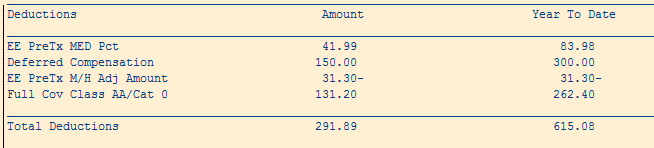 Deductions Amount Year To Date
EE PreTx MED Pct 41.99 83.98
Deferred Compensation 150.00 300.00
EE PreTx M/H Adj Amount 31.30- 31.30-
Full Cov Class AA/Cat 0 131.20 262.40
Total Deductions 291.89 615.08